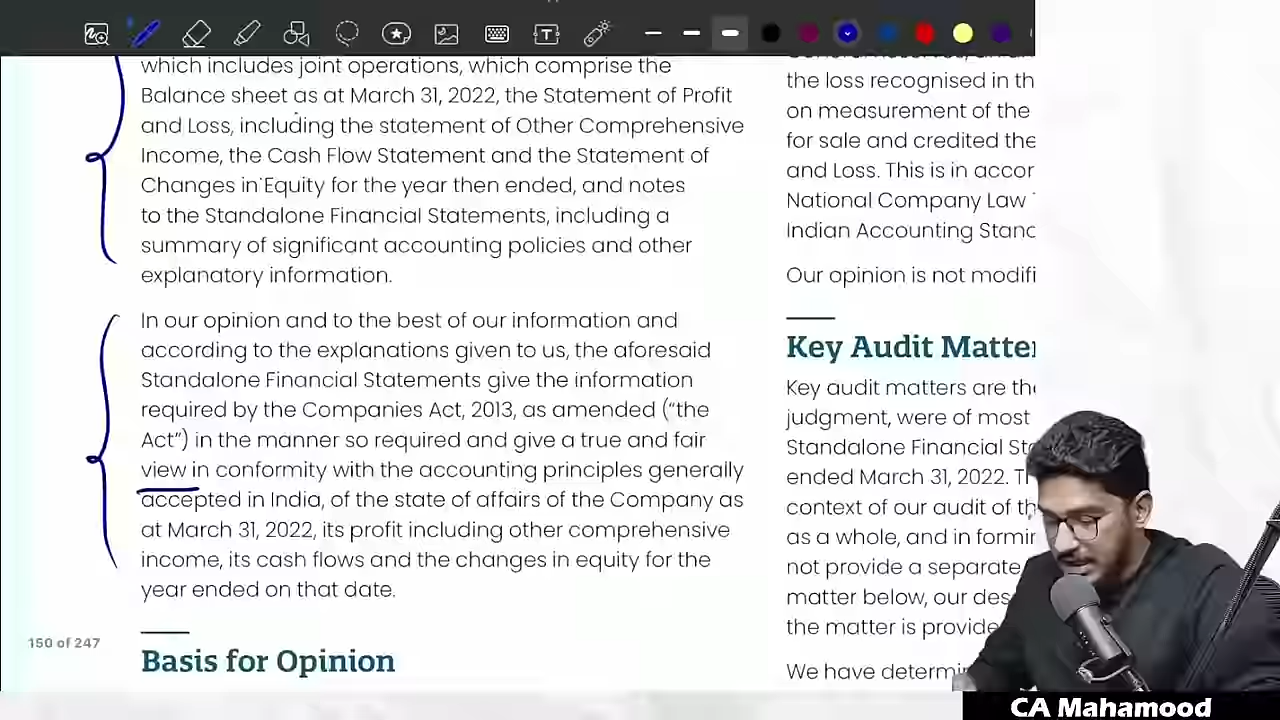 which includes joint operations, which comprise the
Balance sheet as at March 31, 2022, the Statement of Profit
and Loss, including the statement of Other Comprehensive
Income, the Cash Flow Statement and the Statement of
Changes in Equity for the year then ended, and notes
to the Standalone Financial Statements, including a
summary of significant accounting policies and other
explanatory information.
In our opinion and to the best of our information and
according to the explanations given to us, the aforesaid
Standalone Financial Statements give the information
required by the Companies Act, 2013, as amended (“the
Act”) in the manner so required and give a true and fair
view in conformity with the accounting principles generally
accepted in India, of the state of affairs of the Company as
at March 31, 2022, its profit including other comprehensive
income, its cash flows and the changes in equity for the
year ended on that date.
150 of 247
Basis for Opinion
the loss recognised in th
on measurement of the
for sale and credited the
and Loss. This is in accor
National Company Law
Indian Accounting Stanc
Our opinion is not modifi
Key Audit Matter
Key audit matters are the
judgment, were of most
Standalone Financial Sta
ended March 31, 2022. Th
context of our audit of th
as a whole, and in formin
not provide a separate
matter below, our des
the matter is provide
We have determin
CA Mahamood